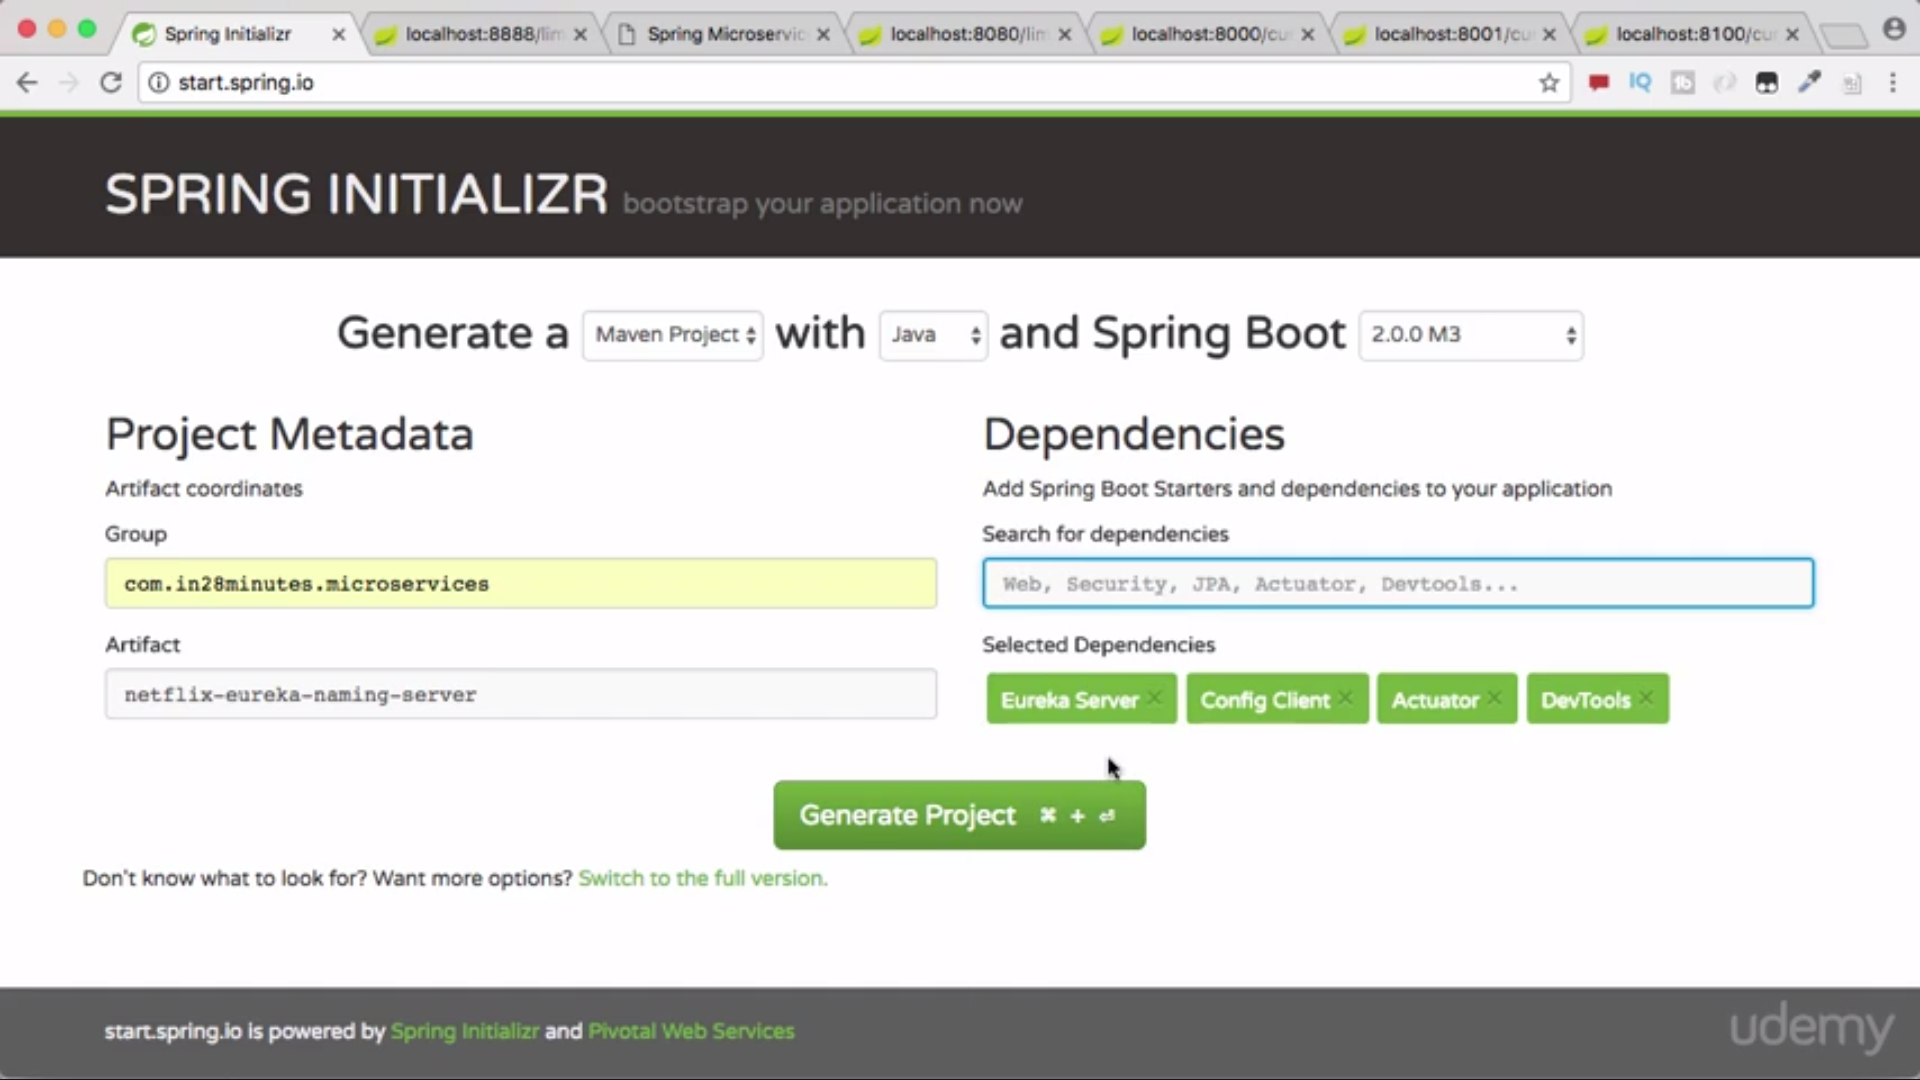 Spring Initializr
localhost:8888/lim
Spring Microservic
localhost:8080/lim
localhost:8000/cu
localhost:8001/cu
localhost:8100/cu
start.spring.io
SPRING INITIALIZR bootstrap your application now
Generate a Maven Project with Java and Spring Boot 2.0.0 M3
Project Metadata
Artifact coordinates
Group
com.in28minutes.microservices
Artifact
netflix-eureka-naming-server
Dependencies
Add Spring Boot Starters and dependencies to your application
Search for dependencies
Web, Security, JPA, Actuator, Devtools...
Selected Dependencies
Eureka Server × Config Client × Actuator × DevTools ×
Generate Project ⌘ + ⏎
Don't know what to look for? Want more options? Switch to the full version.
start.spring.io is powered by Spring Initializr and Pivotal Web Services
udemy